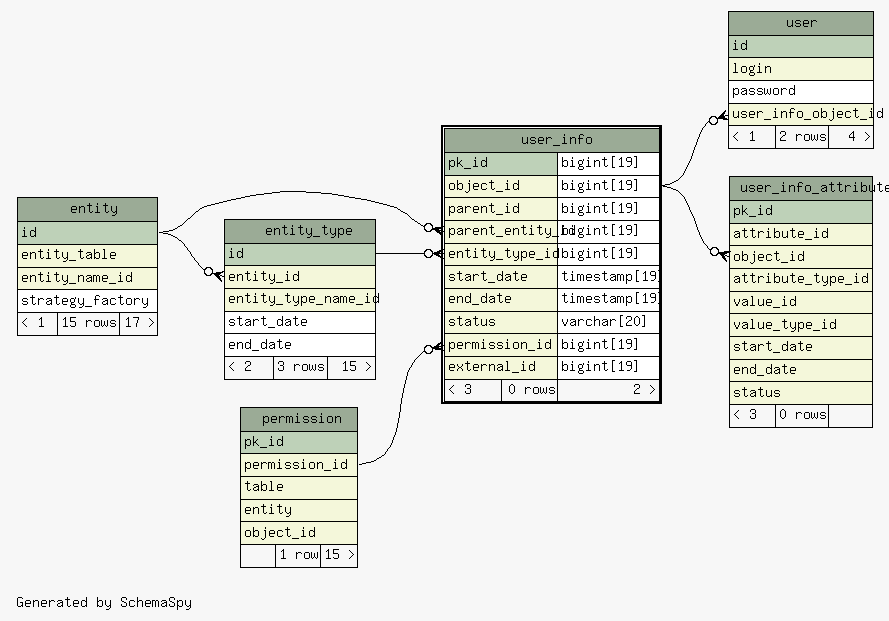 user
id
login
password
user_info_object_id
< 1 2 rows 4 >
user_info
pk_id bigint[19]
object_id bigint[19]
parent_id bigint[19]
parent_entity_id bigint[19]
entity_type_id bigint[19]
start_date timestamp[19]
end_date timestamp[19]
status varchar[20]
permission_id bigint[19]
external_id bigint[19]
< 3 0 rows 2 >
user_info_attribute
pk_id
attribute_id
object_id
attribute_type_id
value_id
value_type_id
start_date
end_date
status
< 3 0 rows
entity
id
entity_table
entity_name_id
strategy_factory
< 1 15 rows 17 >
entity_type
id
entity_id
entity_type_name_id
start_date
end_date
< 2 3 rows 15 >
permission
pk_id
permission_id
table
entity
object_id
1 row 15 >
Generated by SchemaSpy